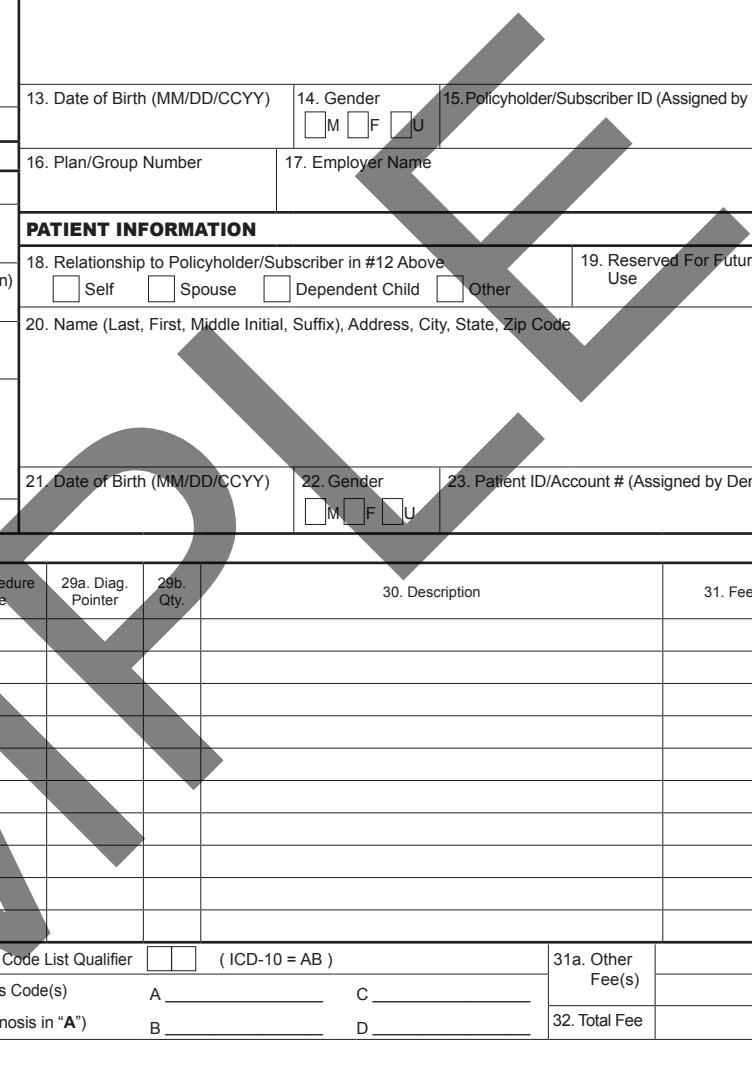 13. Date of Birth (MM/DD/CCYY)
14. Gender
15.Policyholder/Subscriber ID (Assigned by
M F U
16. Plan/Group Number
17. Employer Name
PATIENT INFORMATION
18. Relationship to Policyholder/Subscriber in #12 Above
19. Reserved For Futur
Use
n)
Self Spouse Dependent Child Other
20. Name (Last, First, Middle Initial, Suffix), Address, City, State, Zip Code
21. Date of Birth (MM/DD/CCYY)
22. Gender
23. Patient ID/Account # (Assigned by Den
M F U
edure
e
29a. Diag.
Pointer
29b.
Qty.
30. Description
31. Fee
Code List Qualifier ( ICD-10 = AB )
31a. Other
Fee(s)
s Code(s) A C
nosis in “A”) B D
32. Total Fee
MPLE